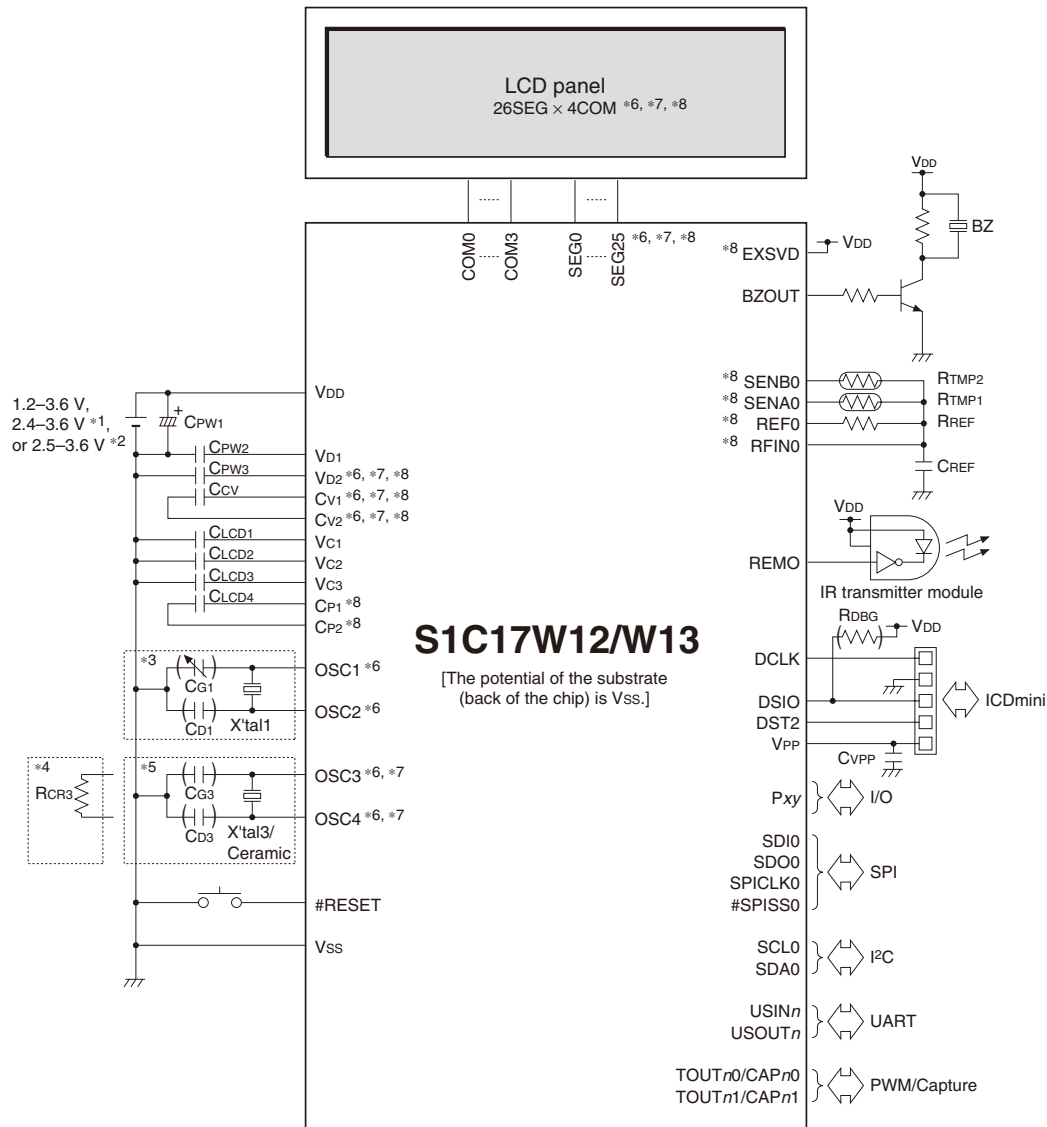 LCD panel
26SEG × 4COM *6, *7, *8
COM0
COM3
SEG0
SEG25
*6, *7, *8
VDD
BZ
*8 EXSVD
VDD
BZOUT
1.2–3.6 V,
2.4–3.6 V *1,
or 2.5–3.6 V *2
+
CPW1
CPW2
CPW3
CCV
CLCD1
CLCD2
CLCD3
CLCD4
VDD
VD1
VD2 *6, *7, *8
CV1 *6, *7, *8
CV2 *6, *7, *8
VC1
VC2
VC3
CP1 *8
CP2 *8
*8 SENB0
RTMP2
*8 SENA0
RTMP1
*8 REF0
RREF
*8 RFIN0
CREF
VDD
REMO
IR transmitter module
S1C17W12/W13
[The potential of the substrate
(back of the chip) is VSS.]
*3
CG1
CD1
X'tal1
OSC1 *6
OSC2 *6
*4
RCR3
*5
CG3
CD3
X'tal3/
Ceramic
OSC3 *6, *7
OSC4 *6, *7
#RESET
VSS
RDBG
VDD
DCLK
DSIO
DST2
VPP
CVPP
ICDmini
Pxy
I/O
SDI0
SDO0
SPICLK0
#SPISS0
SPI
SCL0
SDA0
I²C
USINn
USOUTn
UART
TOUTn0/CAPn0
TOUTn1/CAPn1
PWM/Capture